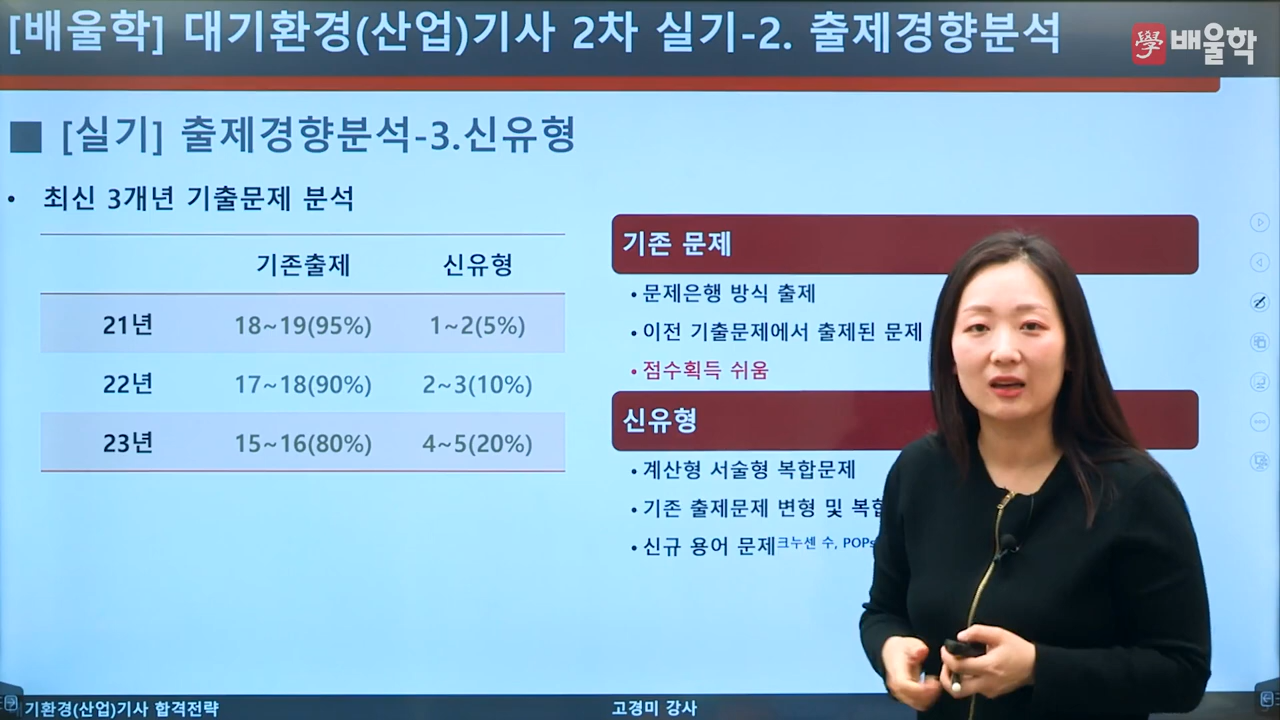 [배울학] 대기환경(산업)기사 2차 실기-2. 출제경향분석
學 배울학
■ [실기] 출제경향분석-3.신유형
• 최신 3개년 기출문제 분석
기존출제 신유형
21년 18~19(95%) 1~2(5%)
22년 17~18(90%) 2~3(10%)
23년 15~16(80%) 4~5(20%)
기존 문제
• 문제은행 방식 출제
• 이전 기출문제에서 출제된 문제
• 점수획득 쉬움
신유형
• 계산형 서술형 복합문제
• 기존 출제문제 변형 및
• 신규 용어 문제 크누센 수, POPs
기환경(산업)기사 합격전략
고경미 강사